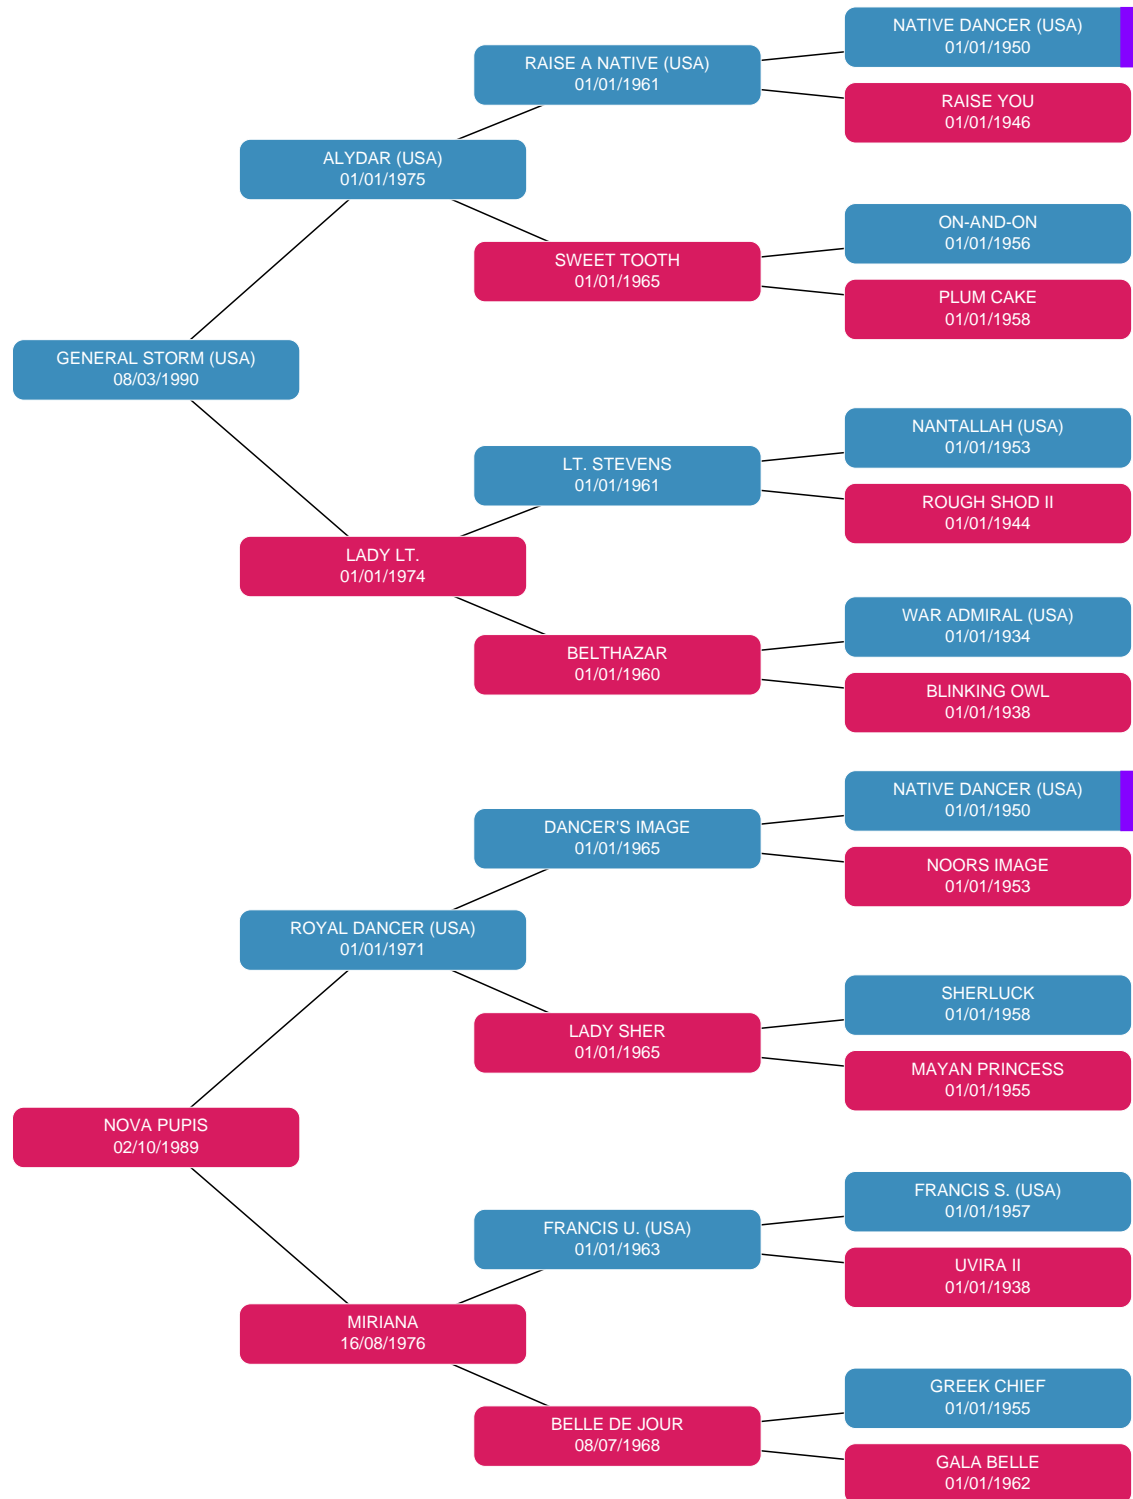 NATIVE DANCER (USA)
01/01/1950
RAISE A NATIVE (USA)
01/01/1961
RAISE YOU
01/01/1946
ALYDAR (USA)
01/01/1975
ON-AND-ON
01/01/1956
SWEET TOOTH
01/01/1965
PLUM CAKE
01/01/1958
GENERAL STORM (USA)
08/03/1990
NANTALLAH (USA)
01/01/1953
LT. STEVENS
01/01/1961
ROUGH SHOD II
01/01/1944
LADY LT.
01/01/1974
WAR ADMIRAL (USA)
01/01/1934
BELTHAZAR
01/01/1960
BLINKING OWL
01/01/1938
NATIVE DANCER (USA)
01/01/1950
DANCER'S IMAGE
01/01/1965
NOORS IMAGE
01/01/1953
ROYAL DANCER (USA)
01/01/1971
SHERLUCK
01/01/1958
LADY SHER
01/01/1965
MAYAN PRINCESS
01/01/1955
NOVA PUPIS
02/10/1989
FRANCIS S. (USA)
01/01/1957
FRANCIS U. (USA)
01/01/1963
UVIRA II
01/01/1938
MIRIANA
16/08/1976
GREEK CHIEF
01/01/1955
BELLE DE JOUR
08/07/1968
GALA BELLE
01/01/1962